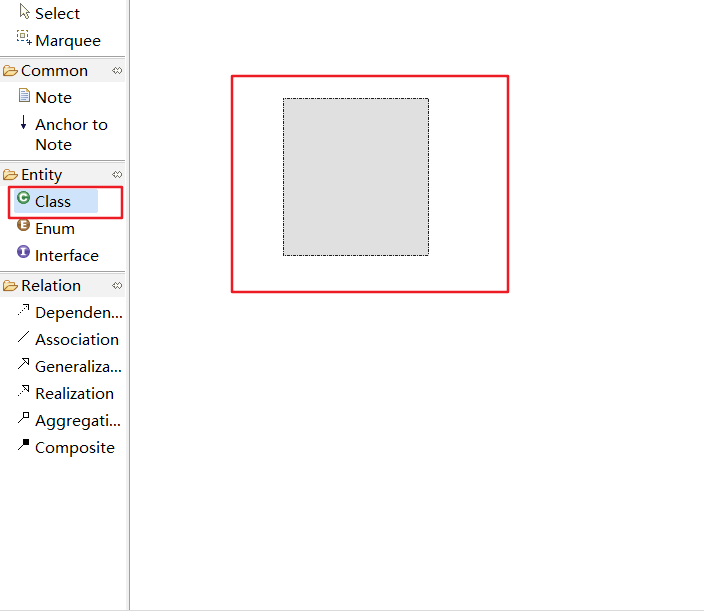 Select
Marquee
Common
Note
Anchor to
Note
Entity
C Class
E Enum
I Interface
Relation
Dependen...
Association
Generaliza...
Realization
Aggregati...
Composite